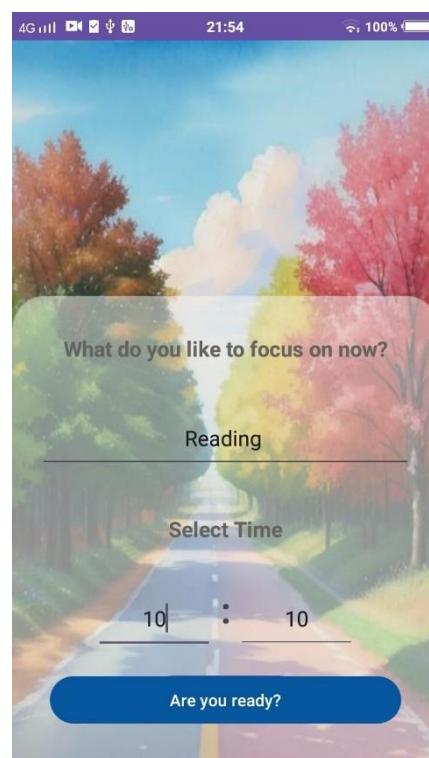 4G 21:54 100%
What do you like to focus on now?
Reading
Select Time
10 : 10
Are you ready?